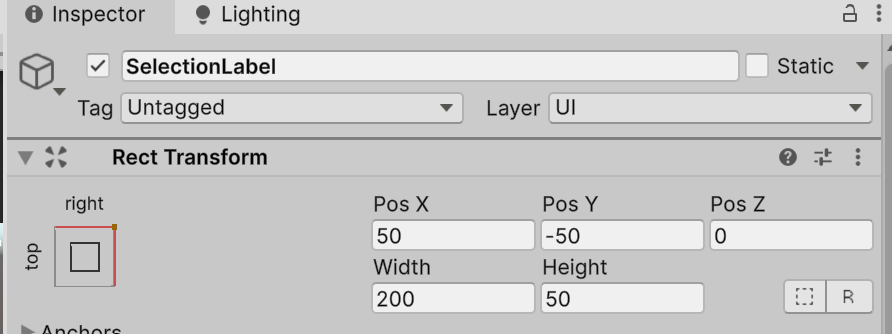 Inspector Lighting
SelectionLabel Static
Tag Untagged Layer UI
Rect Transform
right
top
Pos X Pos Y Pos Z
50 -50 0
Width Height
200 50 R
Anchors